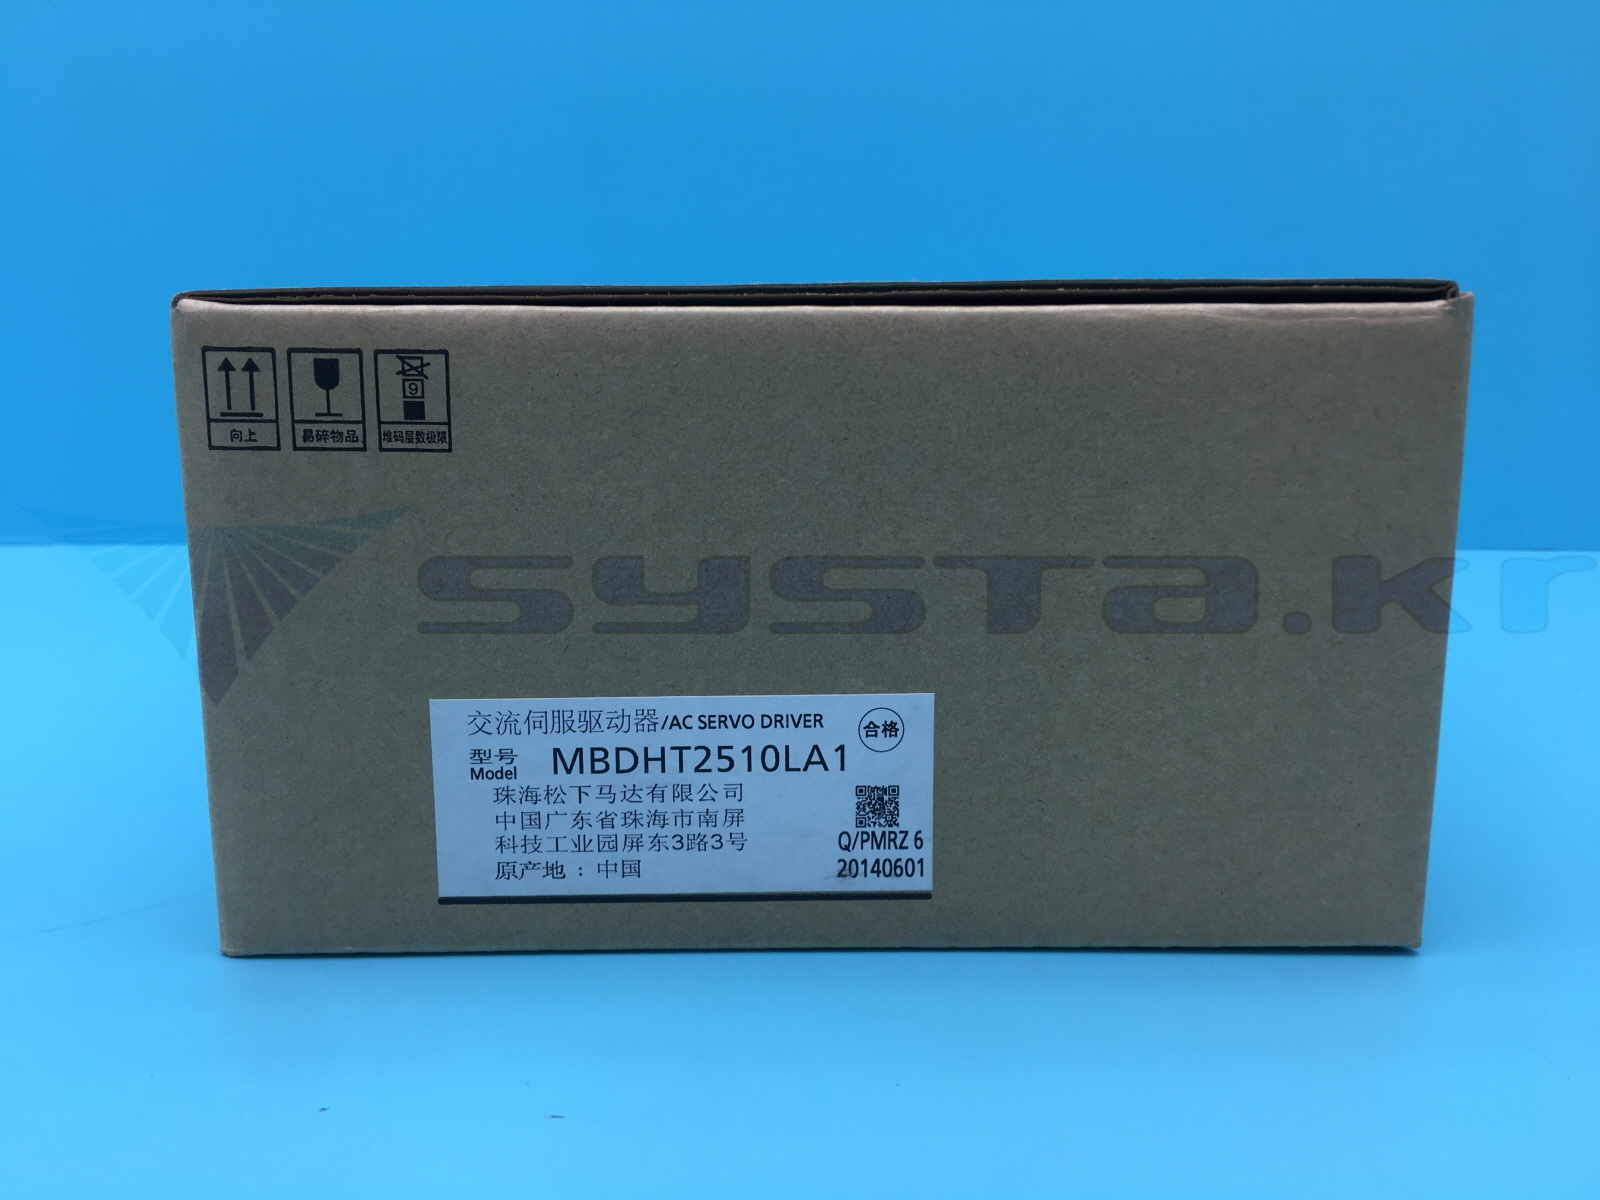 向上
易碎物品
9
堆码层数极限
systa.kr
交流伺服驱动器/AC SERVO DRIVER
合格
型号
Model
MBDHT2510LA1
珠海松下马达有限公司
中国广东省珠海市南屏
科技工业园屏东3路3号
原产地：中国
Q/PMRZ 6
20140601